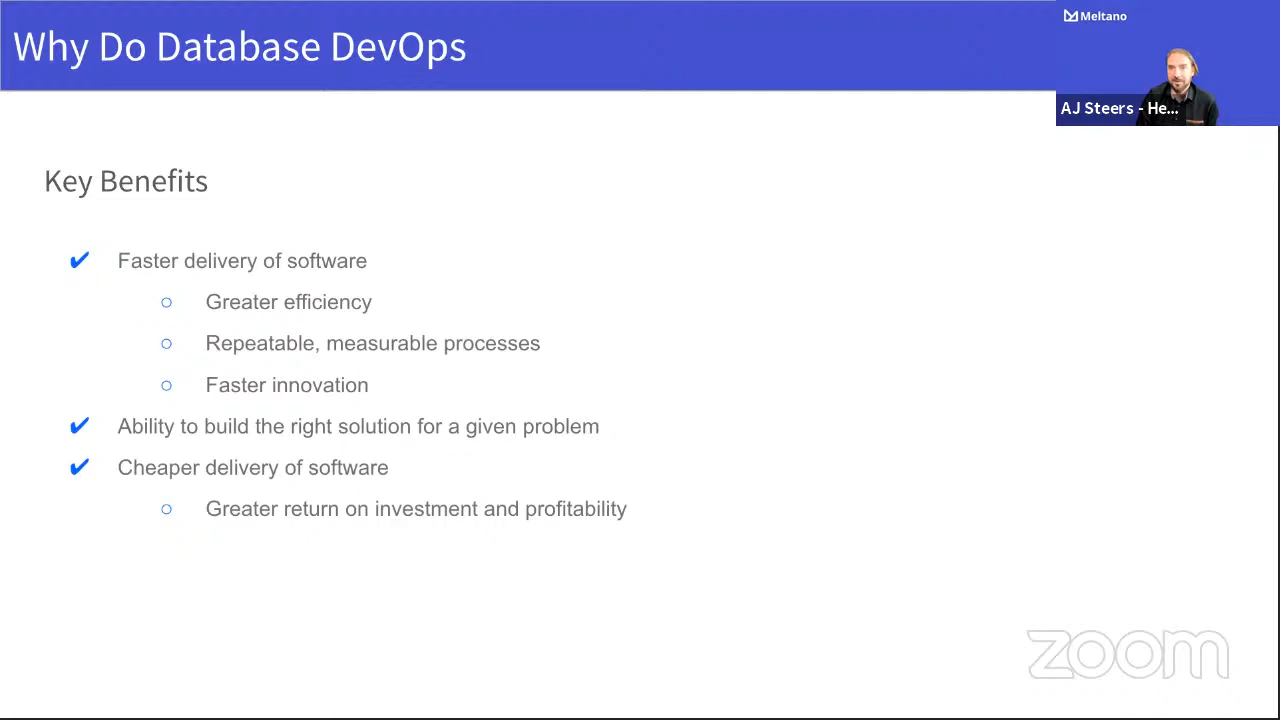 Why Do Database DevOps
Meltano
AJ Steers - He...
Key Benefits
✔ Faster delivery of software
○ Greater efficiency
○ Repeatable, measurable processes
○ Faster innovation
✔ Ability to build the right solution for a given problem
✔ Cheaper delivery of software
○ Greater return on investment and profitability
zoom